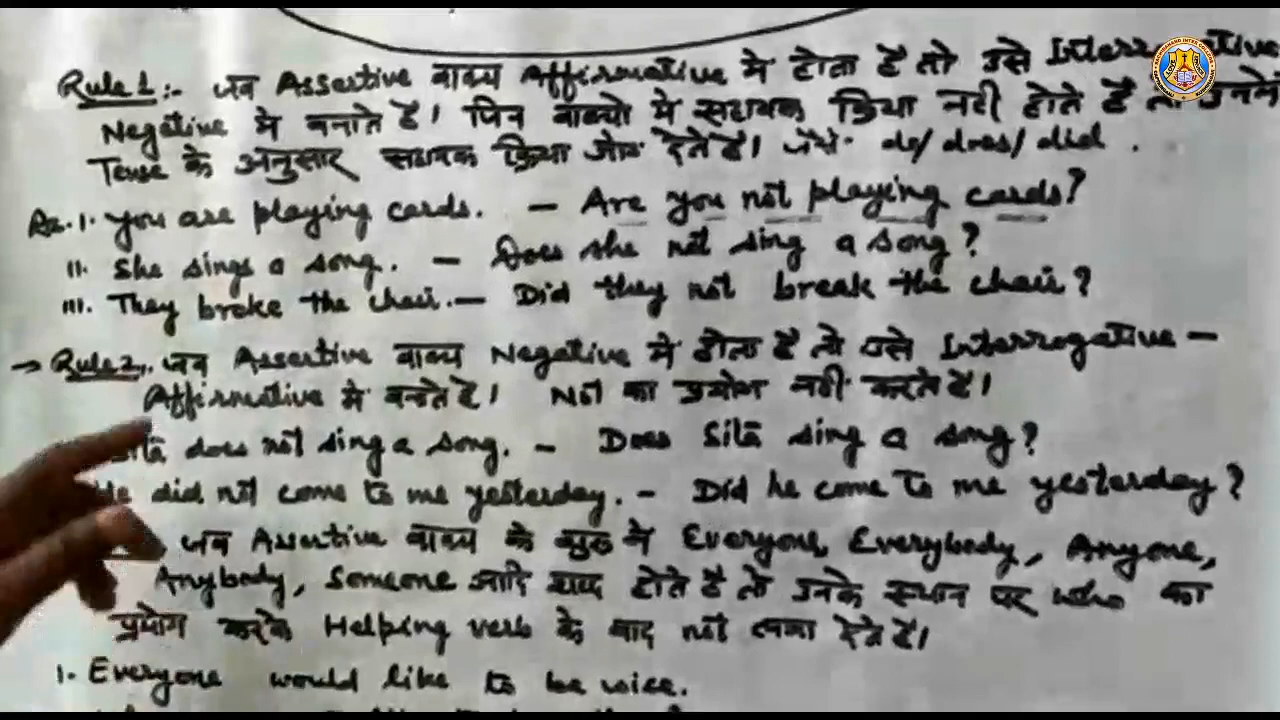 Rule 1:- जब Assertive वाक्य Affirmative में होता है तो उसे Interrogative
Negative में बनाते है। जिन वाक्यो में सहायक क्रिया नही होते है तो उनमे
Tense के अनुसार सहायक क्रिया जोड़ देते है। जैसे- do/does/did .
Ex. I. You are playing cards. — Are you not playing cards?
II. She sings a song. — Does she not sing a song?
III. They broke the chair. — Did they not break the chair?
→ Rule 2:. जब Assertive वाक्य Negative में होता है तो उसे Interrogative —
Affirmative में बनाते है। Not का प्रयोग नही करते है।
Sita does not sing a song. — Does Sita sing a song?
He did not come to me yesterday. — Did he come to me yesterday?
जब Assertive वाक्य के शुरू में Everyone, Everybody, Anyone,
Anybody, Someone आदि शब्द होते है तो उनके स्थान पर who का
प्रयोग करके Helping verb के बाद not लगा देते है।
1. Everyone would like to be wise.